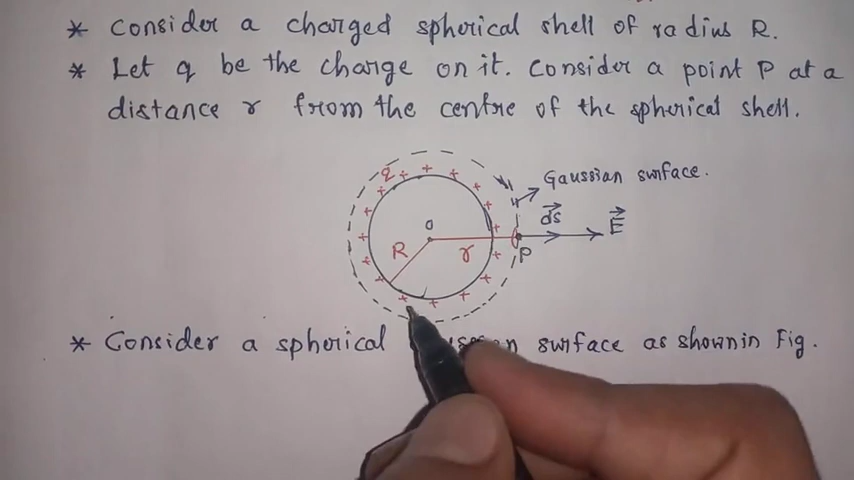 * Consider a charged spherical shell of radius R.
* Let q be the charge on it. Consider a point P at a
distance r from the centre of the spherical shell.
q + + + + + + + + + + + + + + + +
Gaussian surface.
ds
E
O
R
r
P
* Consider a spherical surface as shown in Fig.